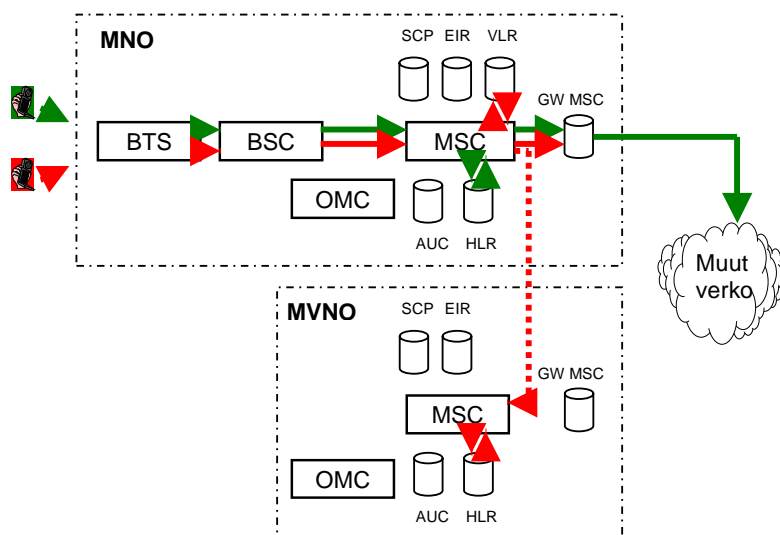 MNO
SCP EIR VLR
GW MSC
BTS
BSC
MSC
OMC
AUC HLR
Muut
verko
MVNO
SCP EIR
GW MSC
MSC
OMC
AUC HLR